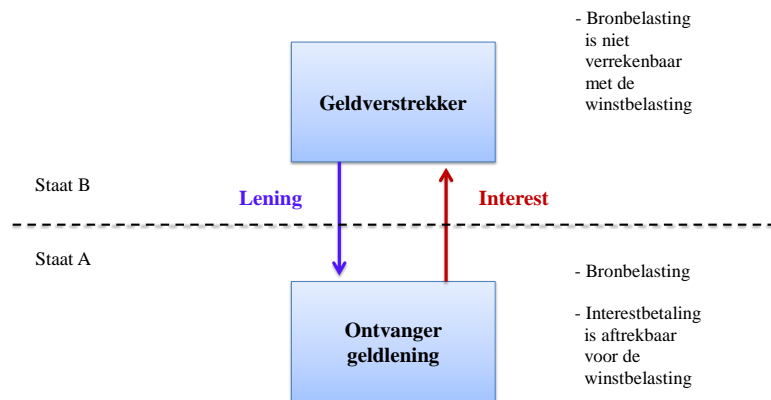 - Bronbelasting
is niet
verrekenbaar
met de
winstbelasting
Geldverstrekker
Staat B
Lening
Interest
Staat A
- Bronbelasting
- Interestbetaling
is aftrekbaar
voor de
winstbelasting
Ontvanger
geldlening